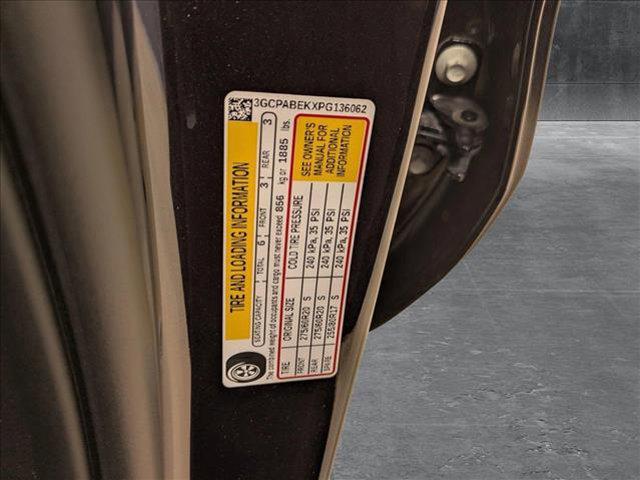 3GCPABEKXPG136062
TIRE AND LOADING INFORMATION
SEATING CAPACITY TOTAL 6 FRONT 3 REAR 3
The combined weight of occupants and cargo must never exceed 856 kg or 1885 lbs.
TIRE ORIGINAL SIZE COLD TIRE PRESSURE
FRONT 275/60R20 S 240 kPa, 35 PSI
REAR 275/60R20 S 240 kPa, 35 PSI
SPARE 255/80R17 S 240 kPa, 35 PSI
SEE OWNER'S
MANUAL FOR
ADDITIONAL
INFORMATION